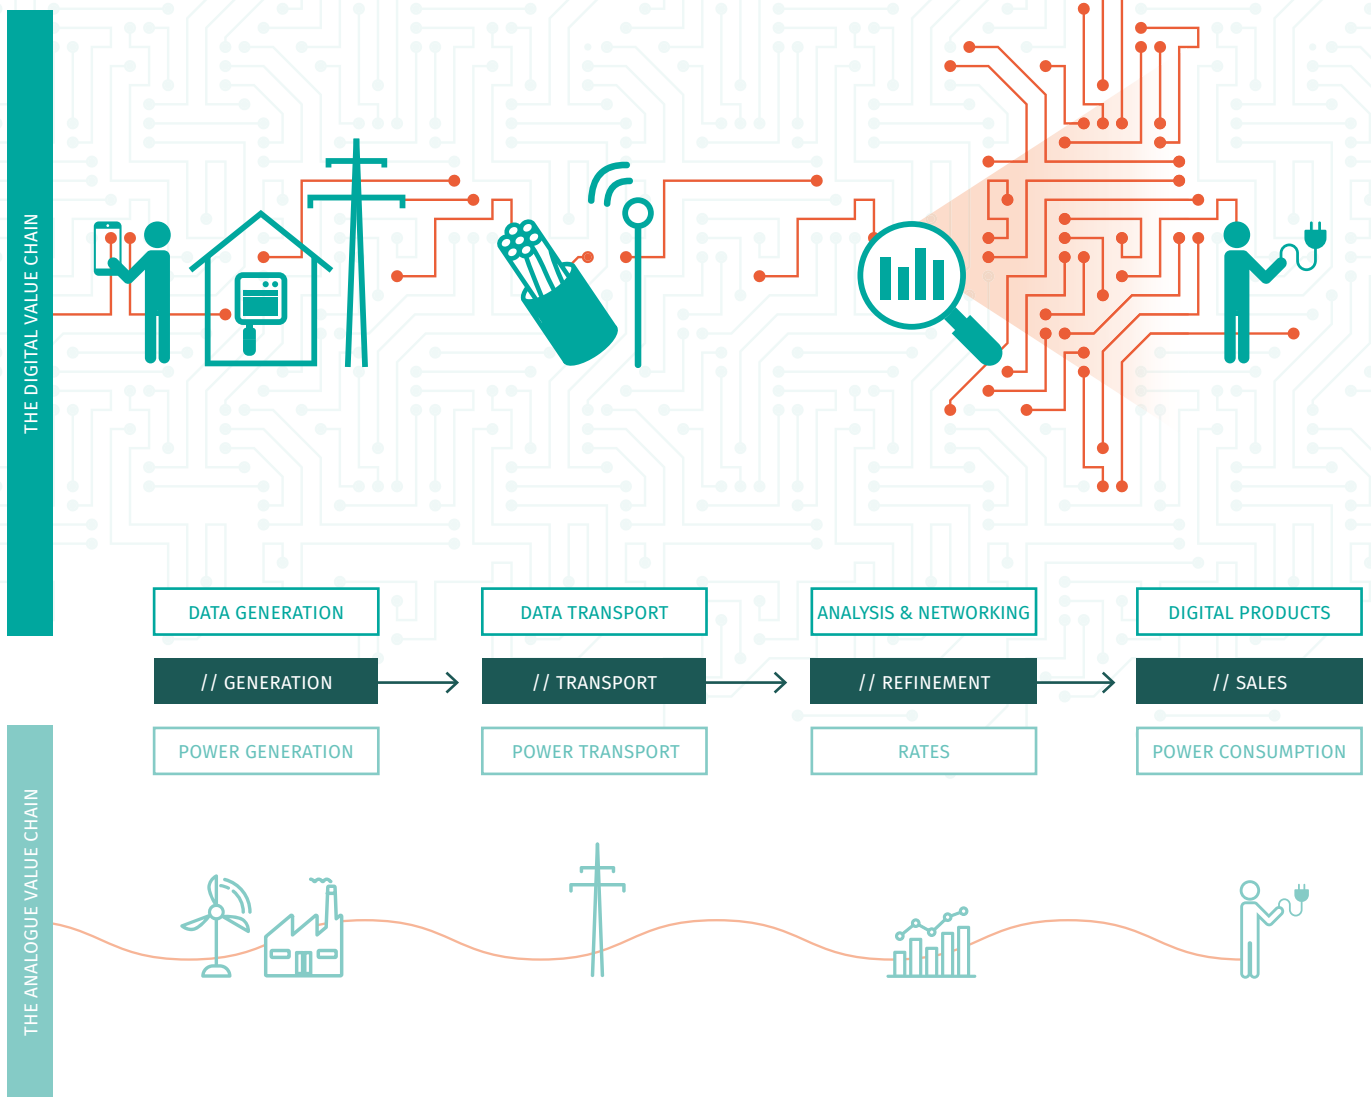 THE DIGITAL VALUE CHAIN
DATA GENERATION
DATA TRANSPORT
ANALYSIS & NETWORKING
DIGITAL PRODUCTS
// GENERATION
// TRANSPORT
// REFINEMENT
// SALES
POWER GENERATION
POWER TRANSPORT
RATES
POWER CONSUMPTION
THE ANALOGUE VALUE CHAIN